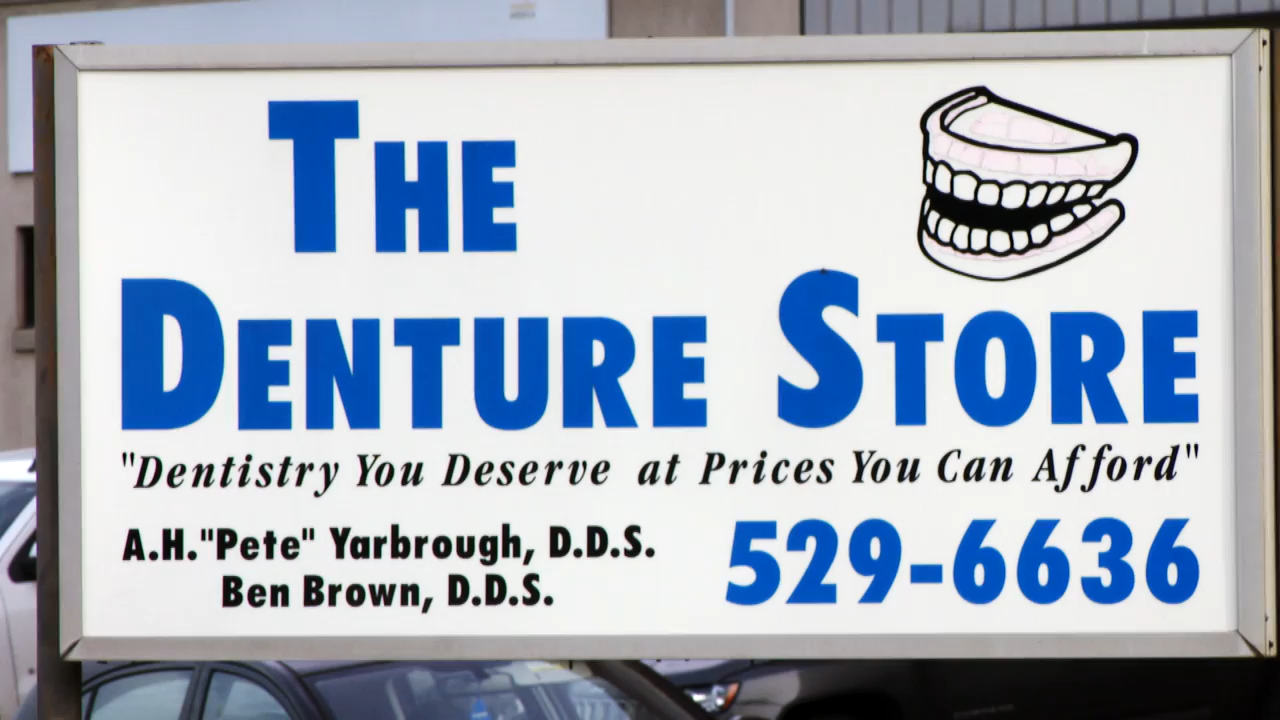 The
Denture Store
"Dentistry You Deserve at Prices You Can Afford"
A.H."Pete" Yarbrough, D.D.S.
Ben Brown, D.D.S.
529-6636